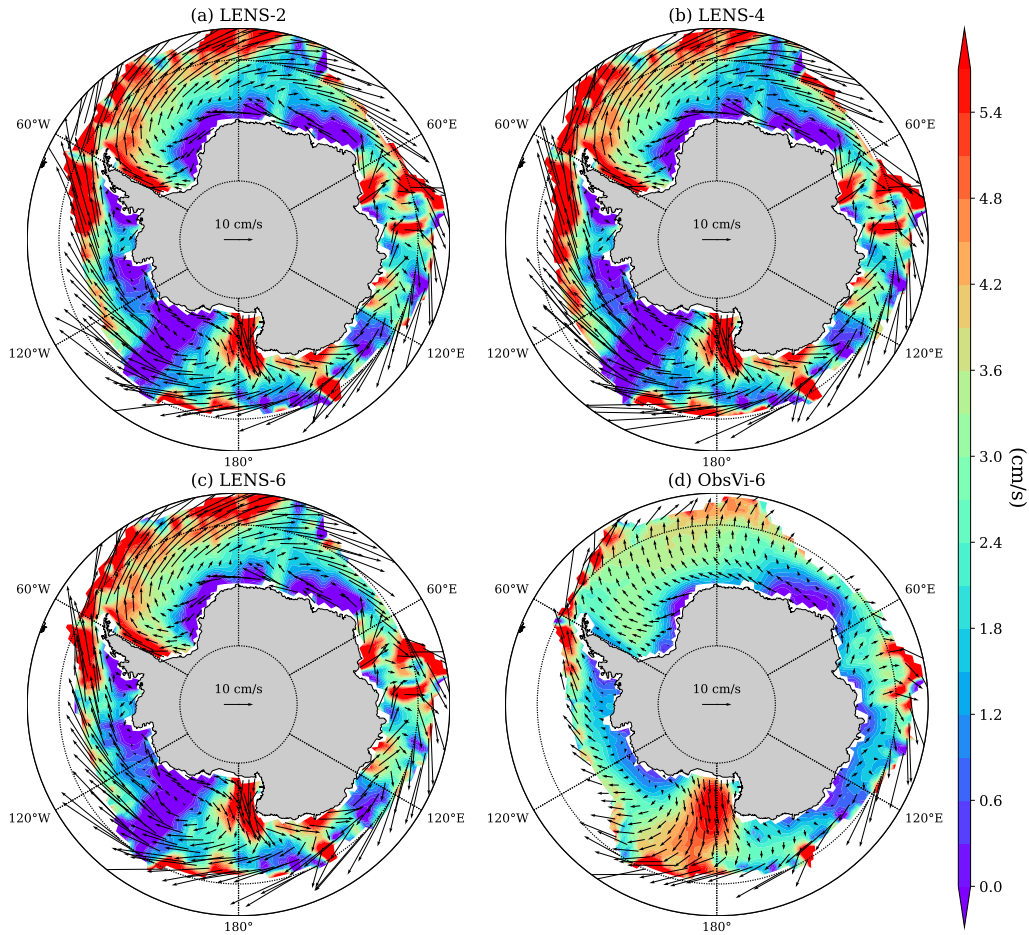 (a) LENS-2
(b) LENS-4
60°W
60°E
10 cm/s
120°W
120°E
180°
60°W
60°E
10 cm/s
120°W
120°E
180°
(c) LENS-6
(d) ObsVi-6
60°W
60°E
10 cm/s
120°W
120°E
180°
60°W
60°E
10 cm/s
120°W
120°E
180°
5.4
4.8
4.2
3.6
3.0
2.4
1.8
1.2
0.6
0.0
(cm/s)